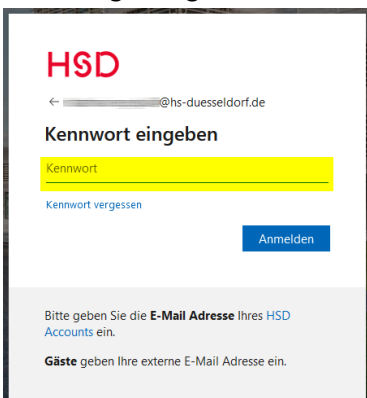 HSD
← @hs-duesseldorf.de
Kennwort eingeben
Kennwort
Kennwort vergessen
Anmelden
Bitte geben Sie die E-Mail Adresse Ihres HSD
Accounts ein.
Gäste geben Ihre externe E-Mail Adresse ein.